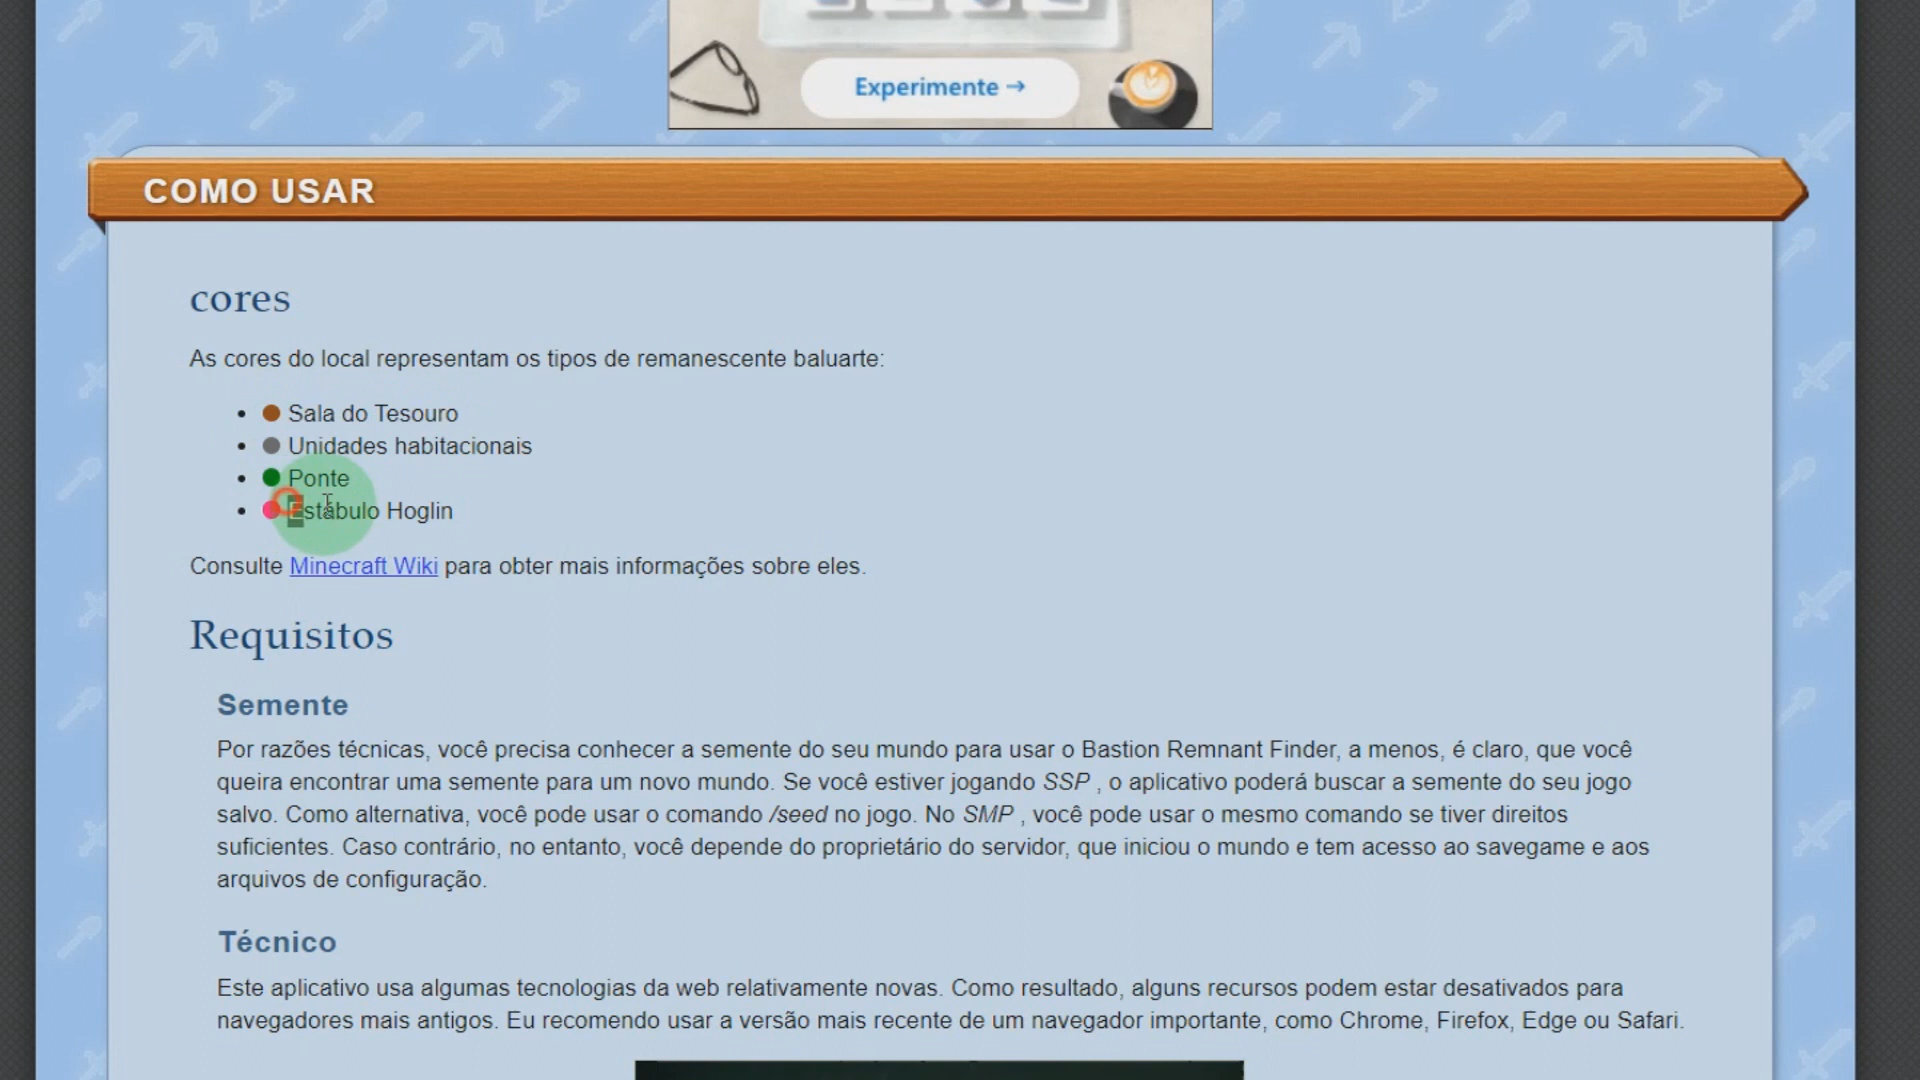 Experimente →
COMO USAR
cores
As cores do local representam os tipos de remanescente baluarte:
Sala do Tesouro
Unidades habitacionais
Ponte
Estábulo Hoglin
Consulte Minecraft Wiki para obter mais informações sobre eles.
Requisitos
Semente
Por razões técnicas, você precisa conhecer a semente do seu mundo para usar o Bastion Remnant Finder, a menos, é claro, que você
queira encontrar uma semente para um novo mundo. Se você estiver jogando SSP , o aplicativo poderá buscar a semente do seu jogo
salvo. Como alternativa, você pode usar o comando /seed no jogo. No SMP , você pode usar o mesmo comando se tiver direitos
suficientes. Caso contrário, no entanto, você depende do proprietário do servidor, que iniciou o mundo e tem acesso ao savegame e aos
arquivos de configuração.
Técnico
Este aplicativo usa algumas tecnologias da web relativamente novas. Como resultado, alguns recursos podem estar desativados para
navegadores mais antigos. Eu recomendo usar a versão mais recente de um navegador importante, como Chrome, Firefox, Edge ou Safari.